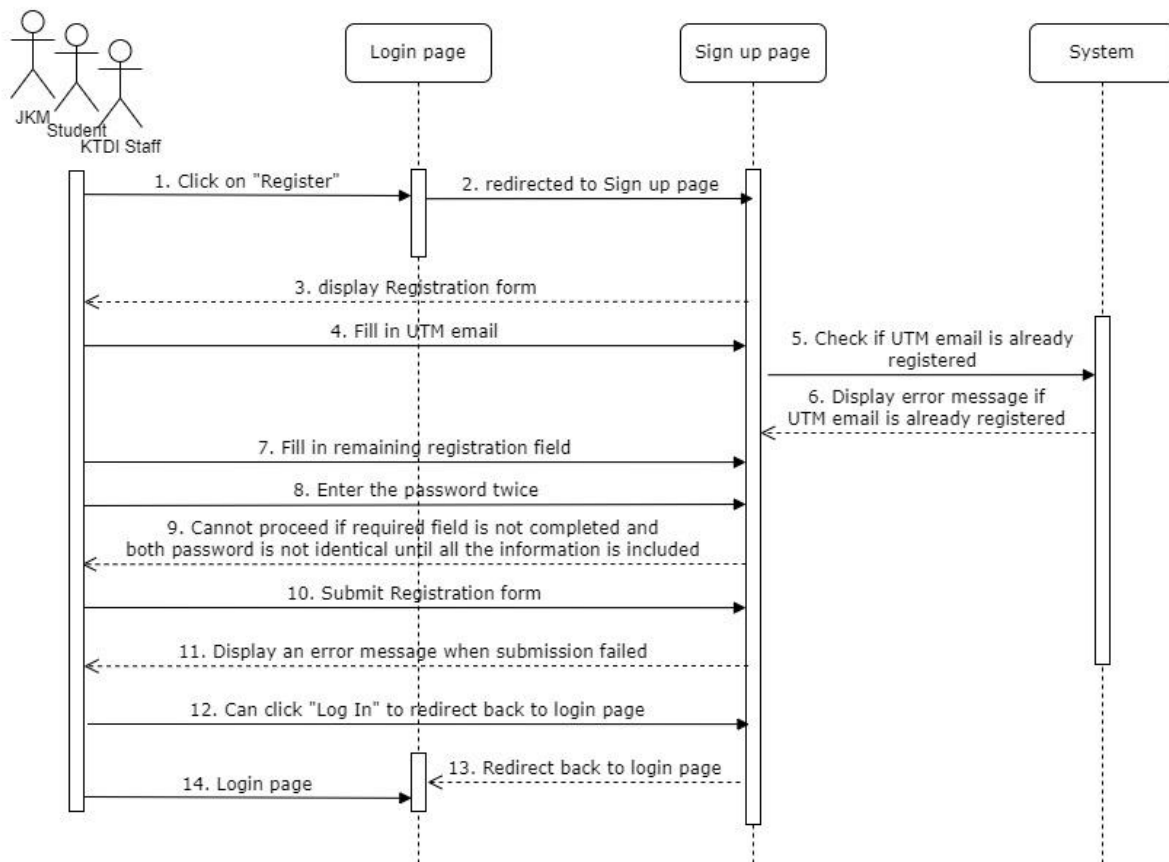 JKM
Student
KTDI Staff
Login page
Sign up page
System
1. Click on "Register"
2. redirected to Sign up page
3. display Registration form
4. Fill in UTM email
5. Check if UTM email is already
registered
6. Display error message if
UTM email is already registered
7. Fill in remaining registration field
8. Enter the password twice
9. Cannot proceed if required field is not completed and
both password is not identical until all the information is included
10. Submit Registration form
11. Display an error message when submission failed
12. Can click "Log In" to redirect back to login page
13. Redirect back to login page
14. Login page